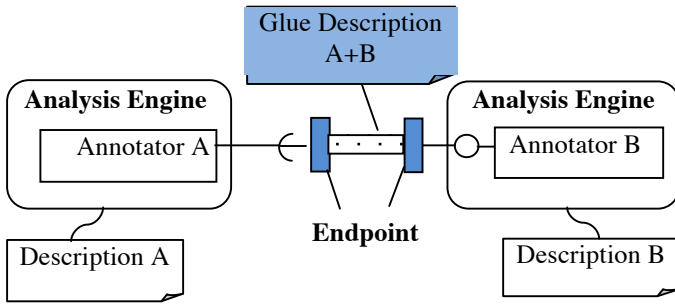 Glue Description
A+B
Analysis Engine
Annotator A
Analysis Engine
Annotator B
Endpoint
Description A
Description B